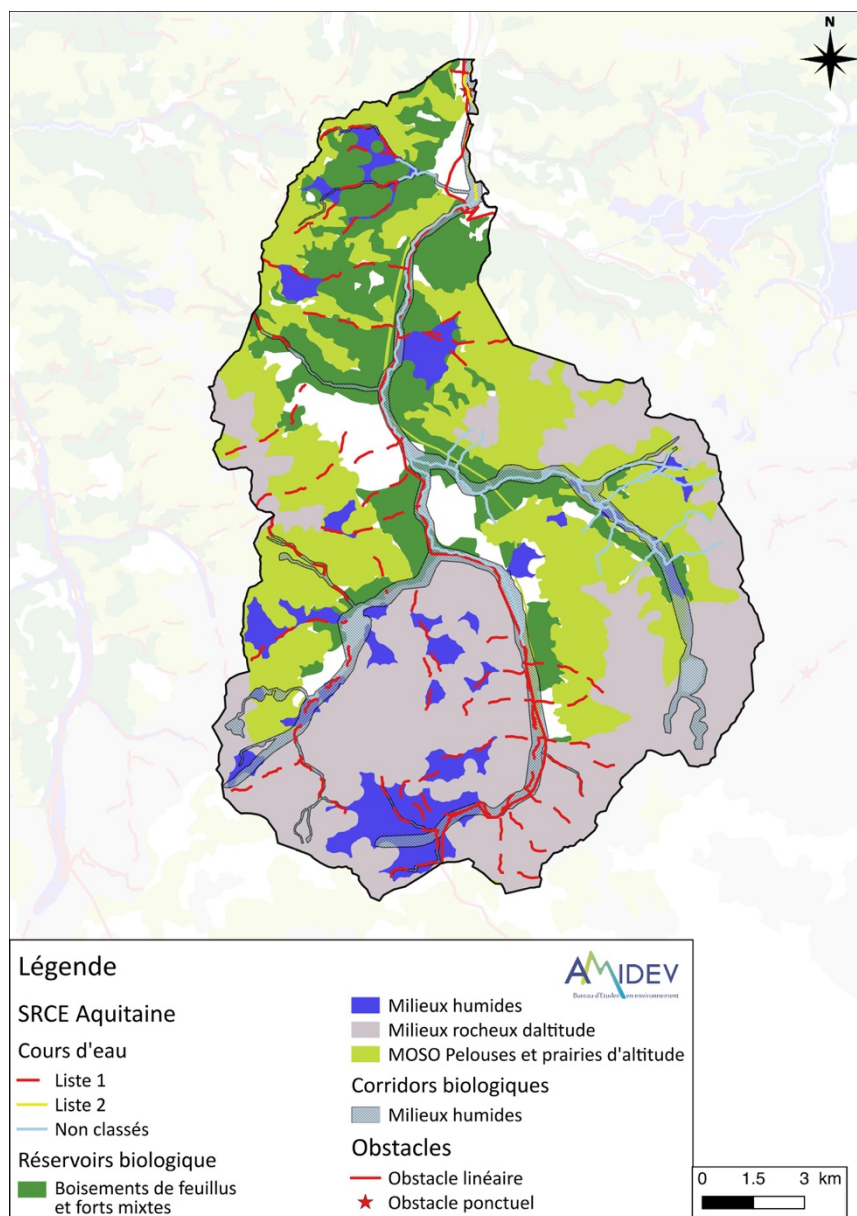 N
Légende
AMIDEV
Bureau d'Etudes en environnement
SRCE Aquitaine
Cours d'eau
Liste 1
Liste 2
Non classés
Réservoirs biologique
Boisements de feuillus
et forts mixtes
Milieux humides
Milieux rocheux daltitude
MOSO Pelouses et prairies d'altitude
Corridors biologiques
Milieux humides
Obstacles
Obstacle linéaire
Obstacle ponctuel
0 1.5 3 km